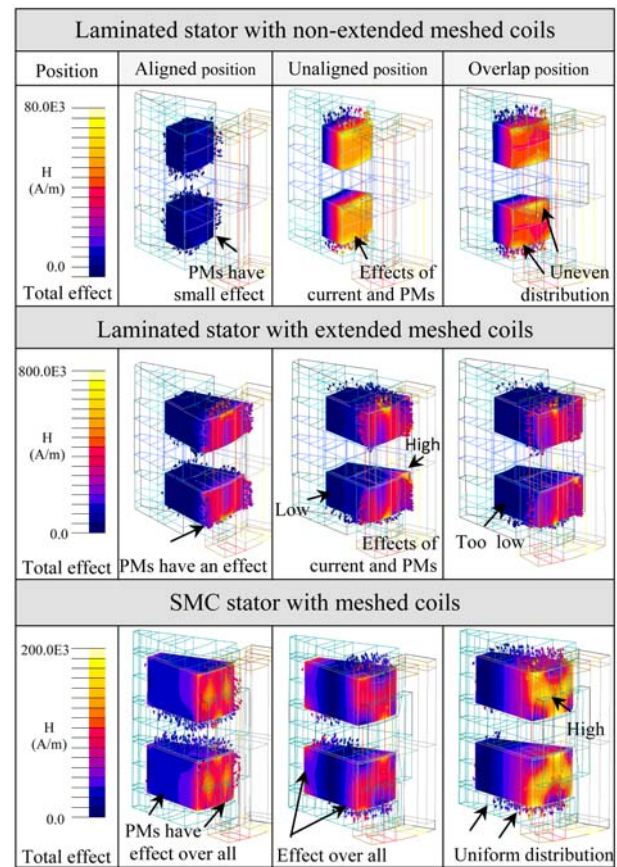 Laminated stator with non-extended meshed coils
Position Aligned position Unaligned position Overlap position
80.0E3
H
(A/m)
0.0
Total effect
PMs have
small effect
Effects of
current and PMs
Uneven
distribution
Laminated stator with extended meshed coils
800.0E3
H
(A/m)
0.0
Total effect
PMs have an effect
High
Low
Effects of
current and PMs
Too low
SMC stator with meshed coils
200.0E3
H
(A/m)
0.0
Total effect
PMs have
effect over all
Effect over all
High
Uniform distribution